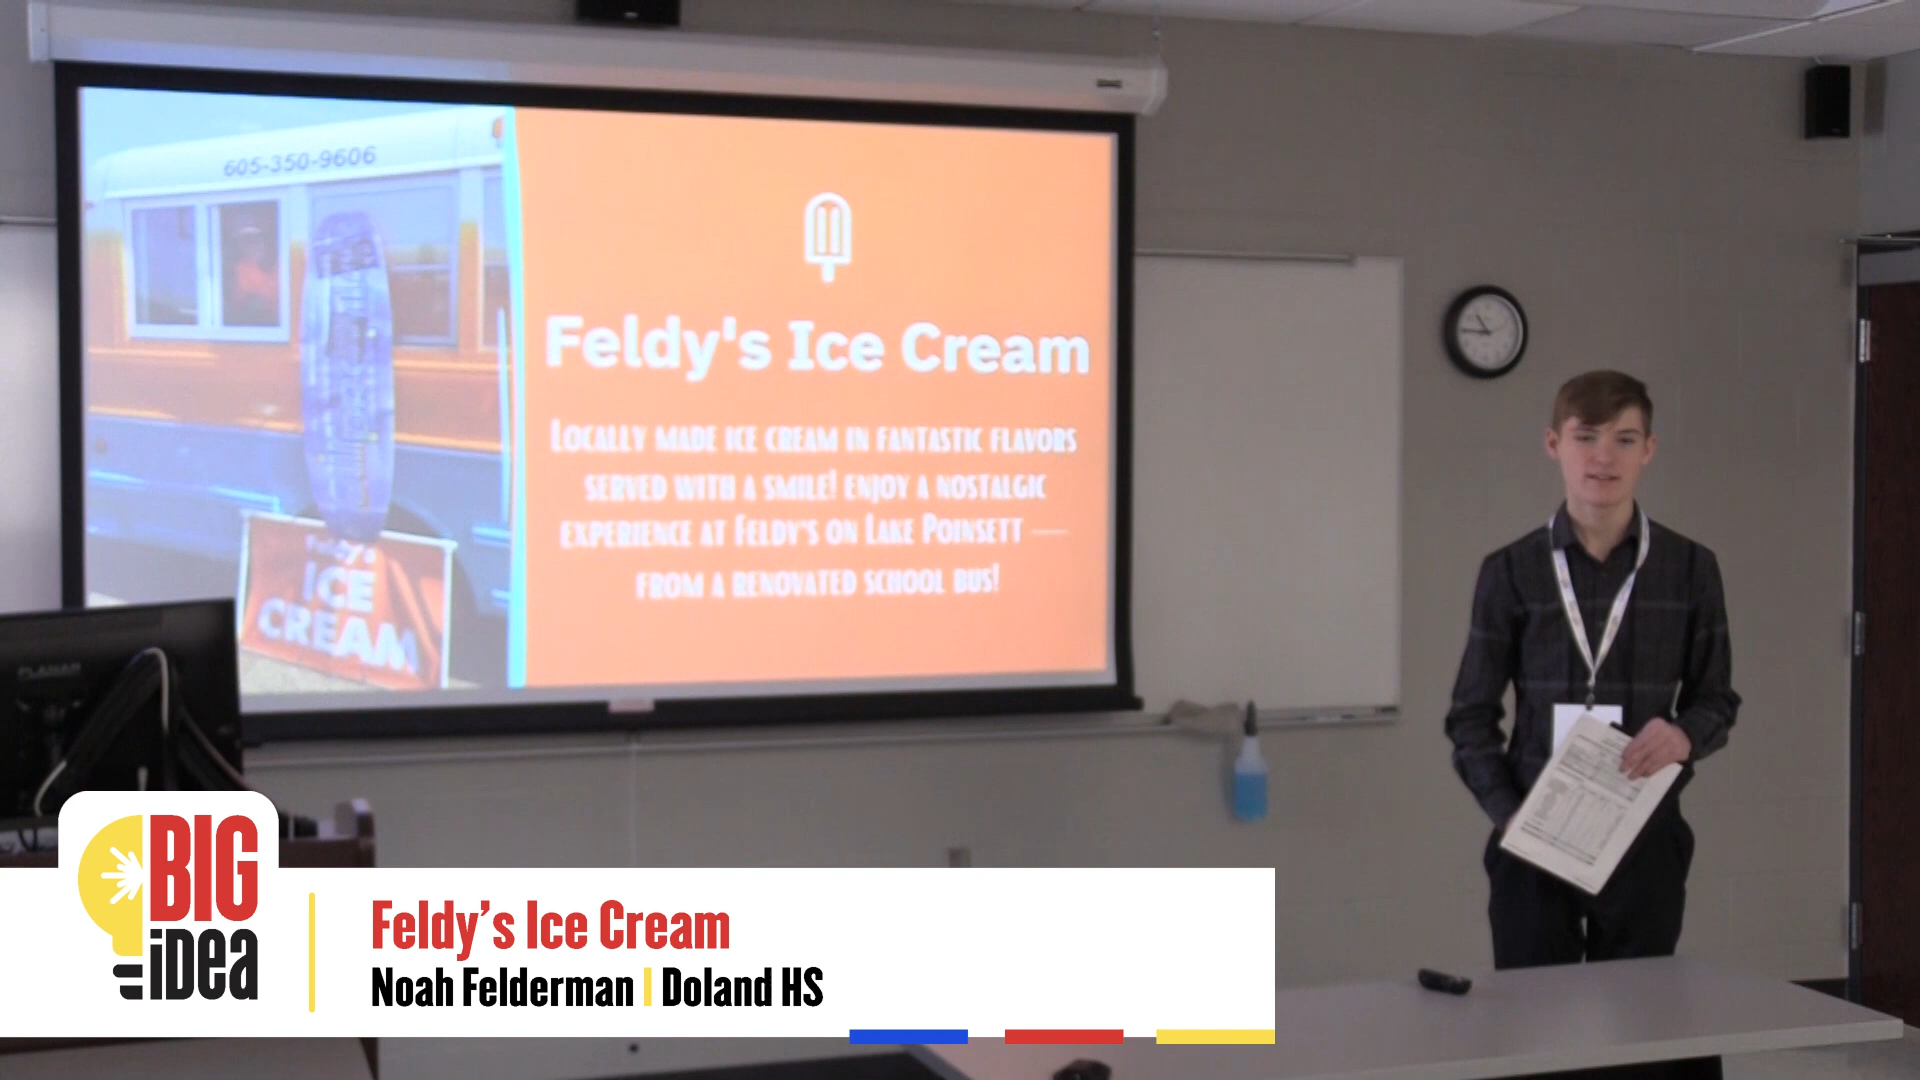 605-350-9606
Feldy's Ice Cream
Locally made ice cream in fantastic flavors
served with a smile! Enjoy a nostalgic
experience at Feldy's on Lake Poinsett —
from a renovated school bus!
Feldy's
ICE
CREAM
PLANAR
BIG
iDea
Feldy's Ice Cream
Noah Felderman | Doland HS